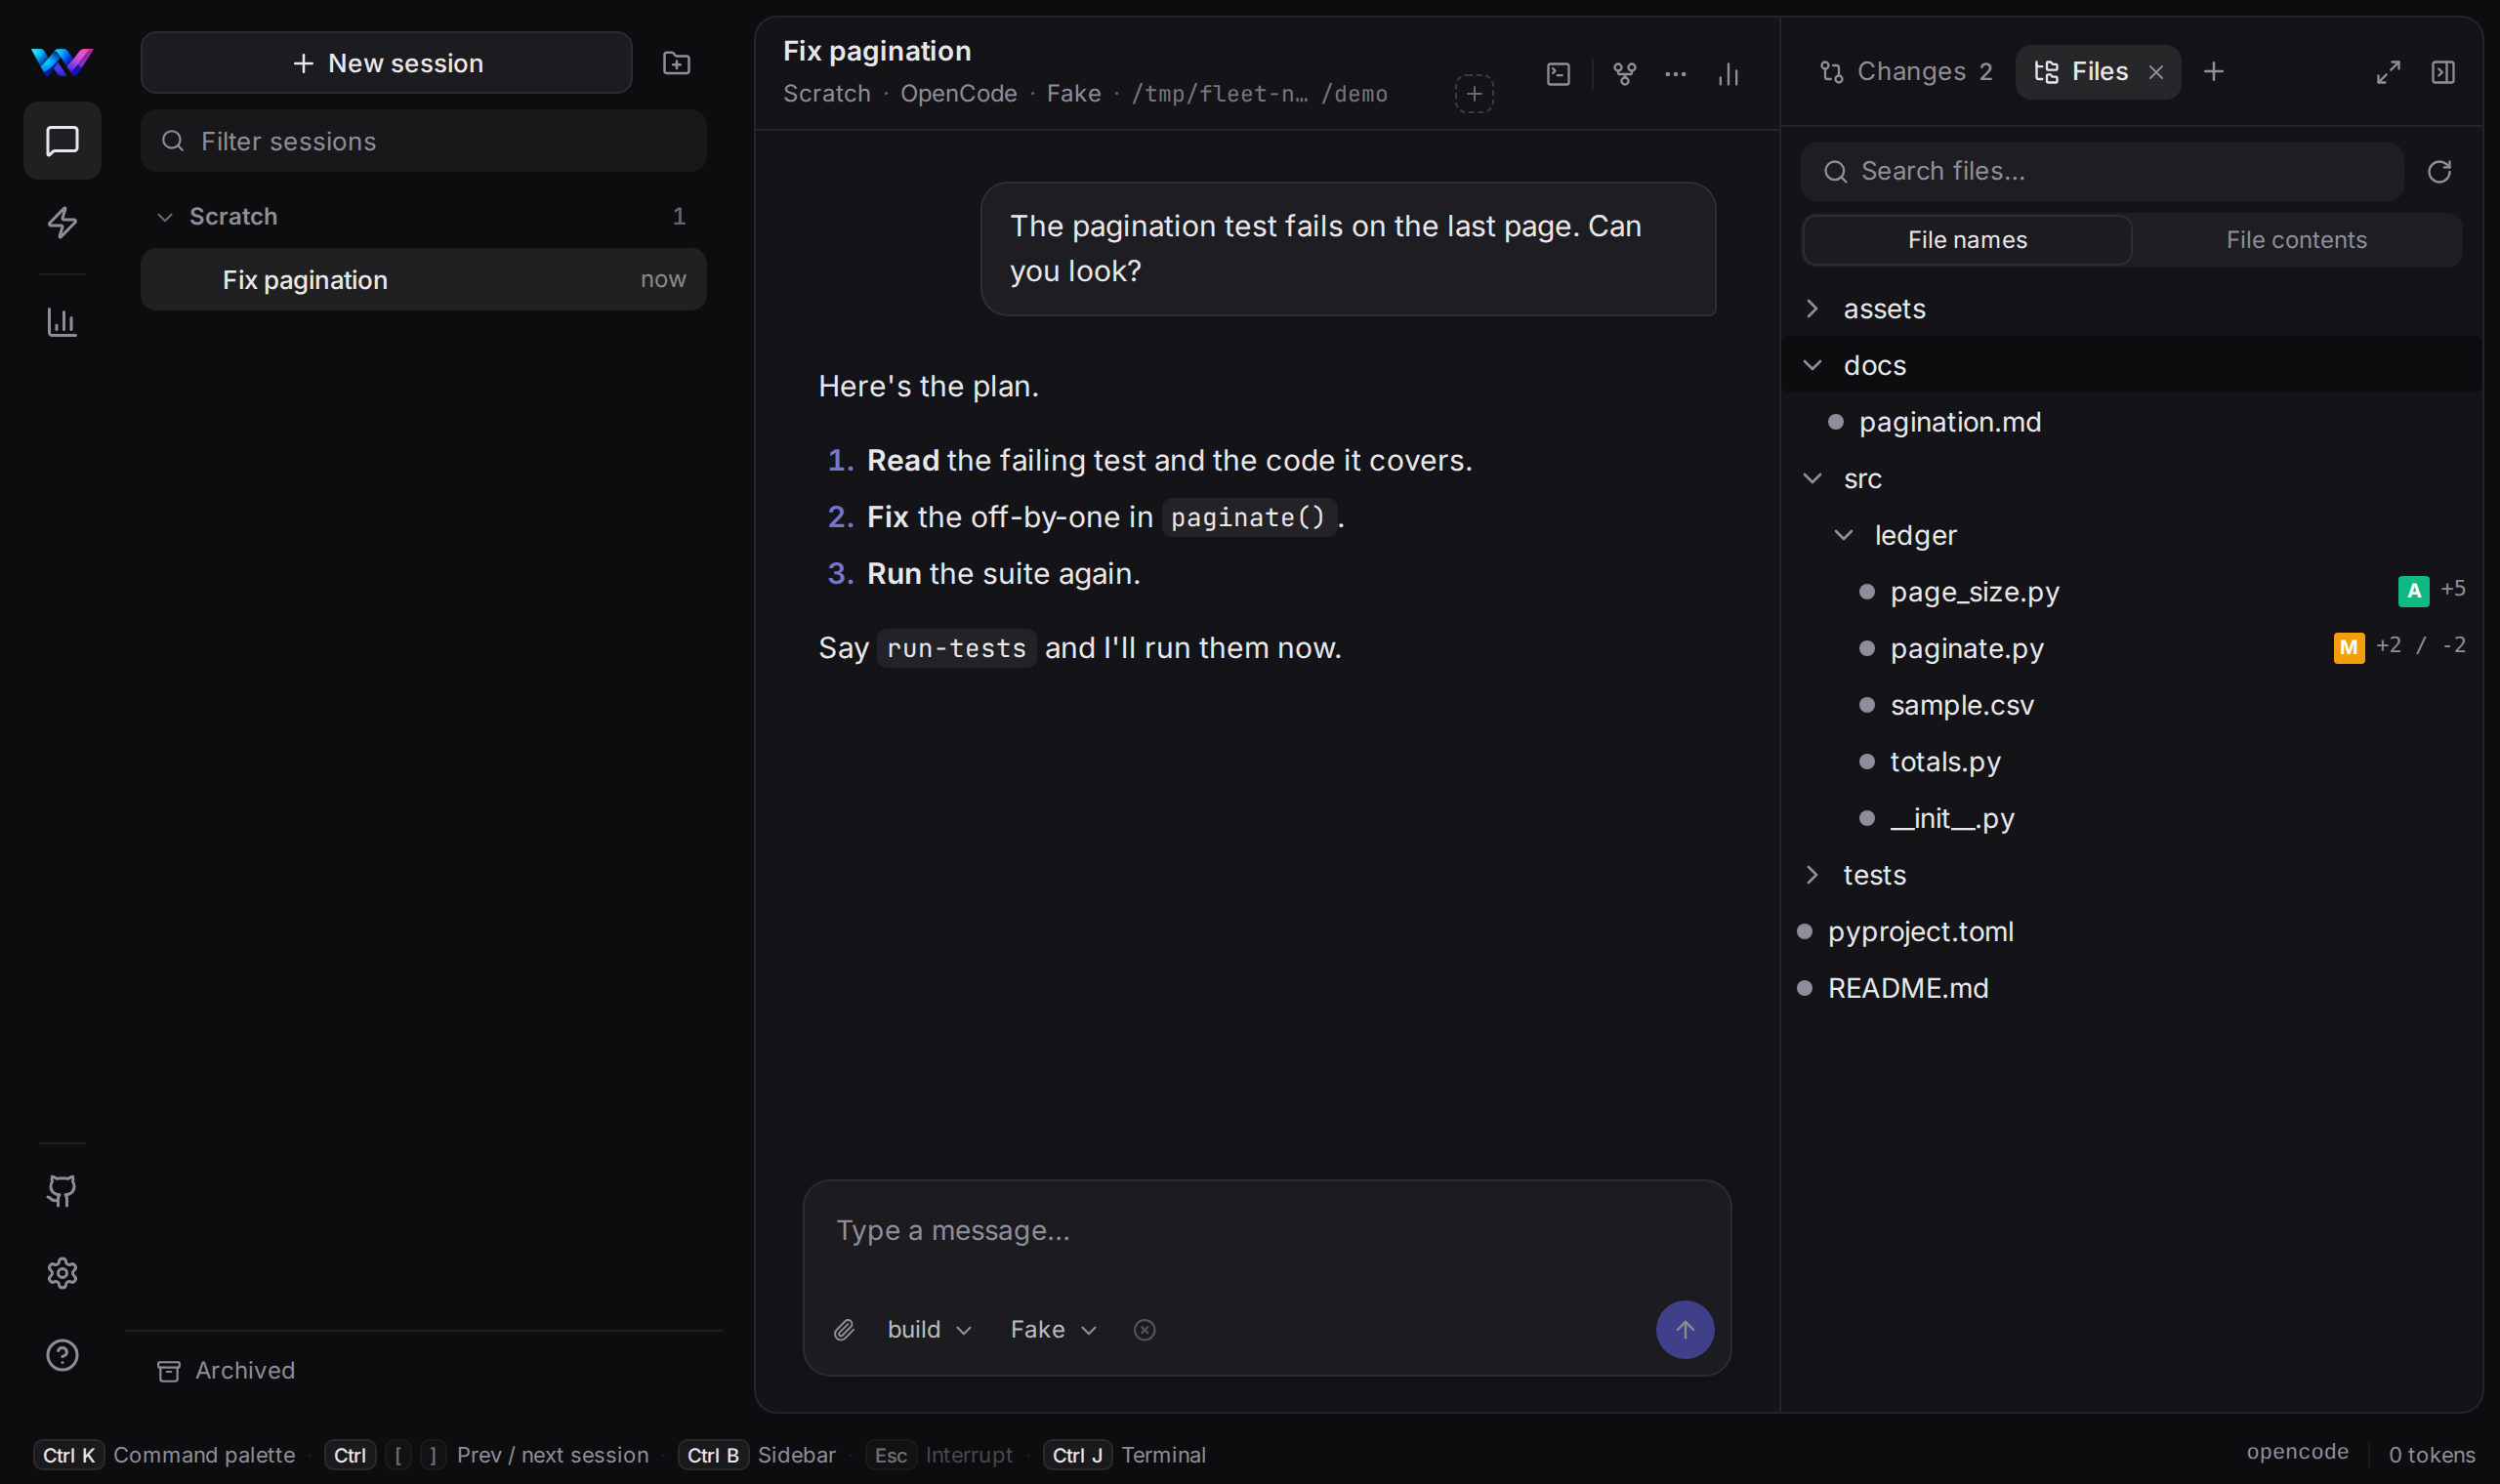 New session
Filter sessions
Scratch 1
Fix pagination now
Archived
Fix pagination
Scratch · OpenCode · Fake · /tmp/fleet-n… /demo
The pagination test fails on the last page. Can
you look?
Here's the plan.
1. Read the failing test and the code it covers.
2. Fix the off-by-one in paginate().
3. Run the suite again.
Say run-tests and I'll run them now.
Type a message...
build Fake
Changes 2 Files
Search files...
File names File contents
assets
docs
pagination.md
src
ledger
page_size.py A +5
paginate.py M +2 / -2
sample.csv
totals.py
__init__.py
tests
pyproject.toml
README.md
Ctrl K Command palette · Ctrl [ ] Prev / next session · Ctrl B Sidebar · Esc Interrupt · Ctrl J Terminal
opencode 0 tokens